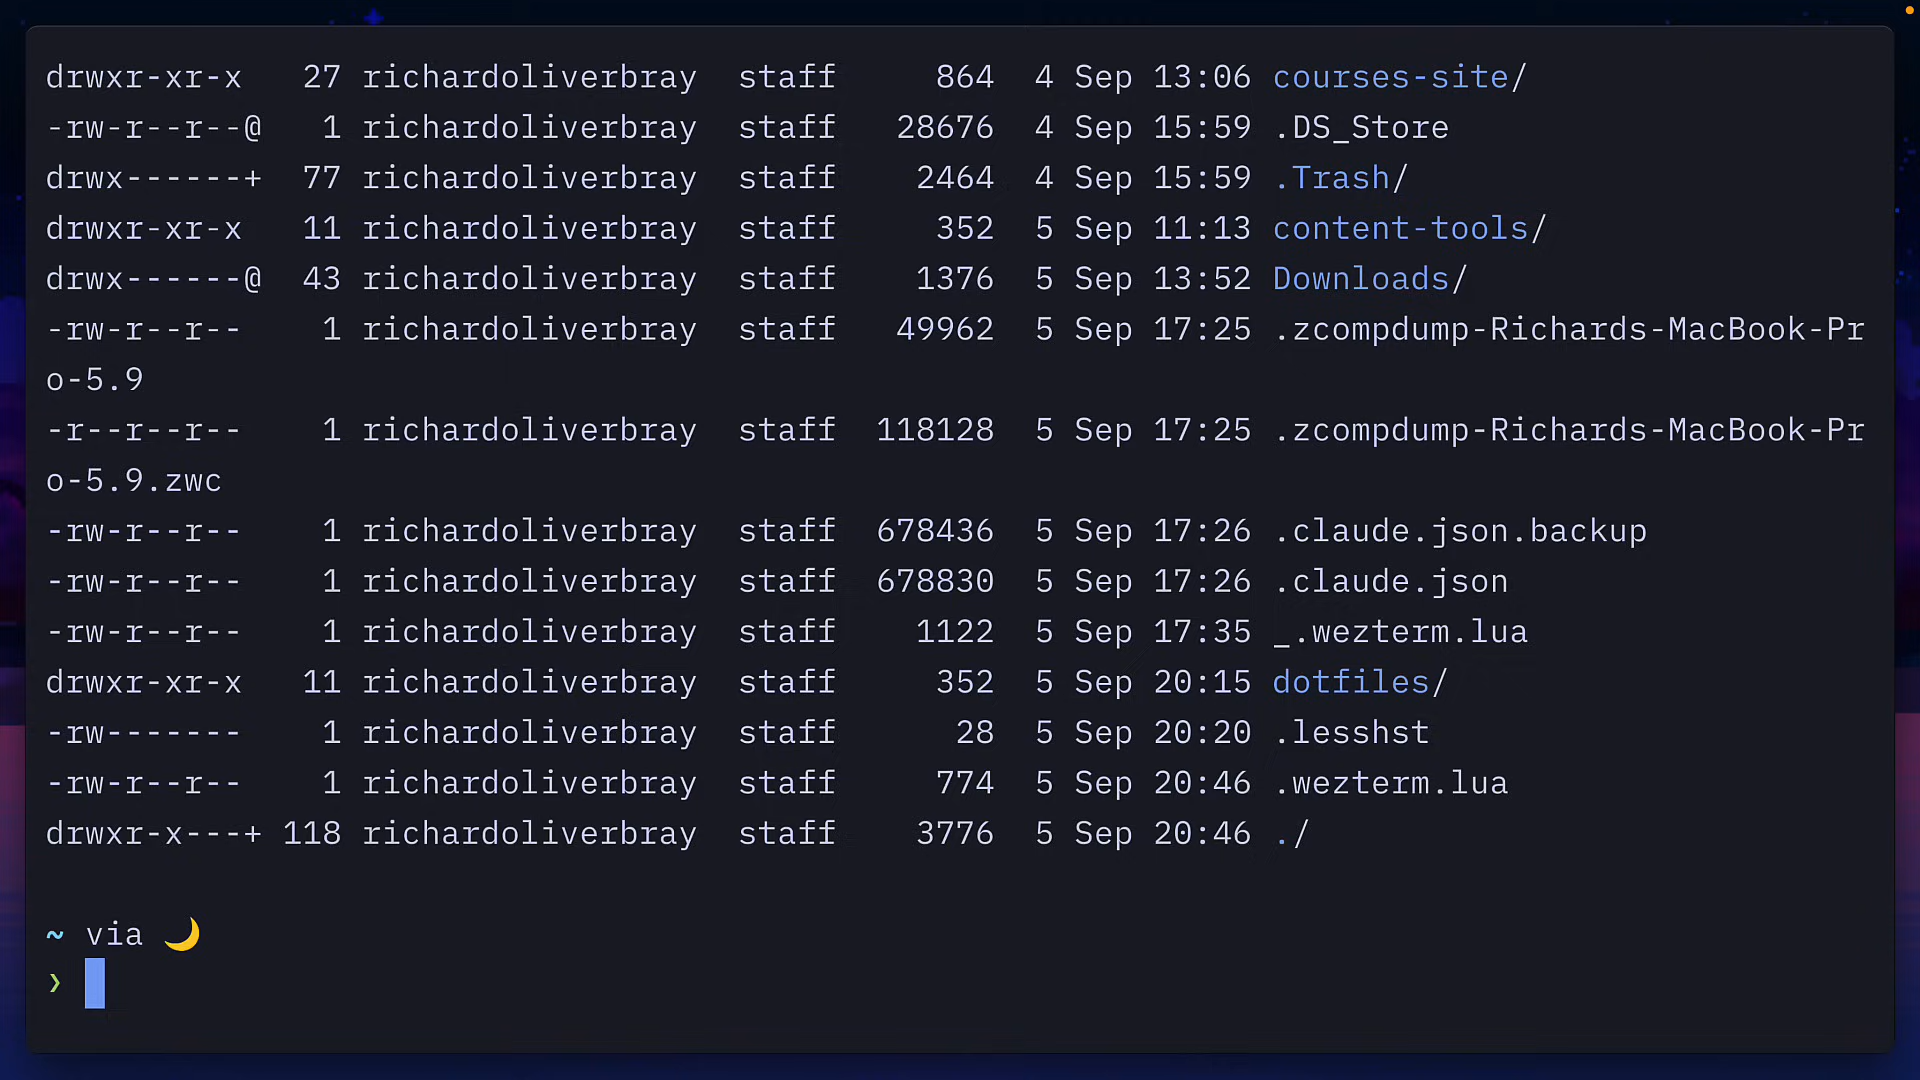 drwxr-xr-x   27 richardoliverbray  staff     864  4 Sep 13:06 courses-site/
-rw-r--r--@   1 richardoliverbray  staff   28676  4 Sep 15:59 .DS_Store
drwx------+  77 richardoliverbray  staff    2464  4 Sep 15:59 .Trash/
drwxr-xr-x   11 richardoliverbray  staff     352  5 Sep 11:13 content-tools/
drwx------@  43 richardoliverbray  staff    1376  5 Sep 13:52 Downloads/
-rw-r--r--    1 richardoliverbray  staff   49962  5 Sep 17:25 .zcompdump-Richards-MacBook-Pr
o-5.9
-r--r--r--    1 richardoliverbray  staff  118128  5 Sep 17:25 .zcompdump-Richards-MacBook-Pr
o-5.9.zwc
-rw-r--r--    1 richardoliverbray  staff  678436  5 Sep 17:26 .claude.json.backup
-rw-r--r--    1 richardoliverbray  staff  678830  5 Sep 17:26 .claude.json
-rw-r--r--    1 richardoliverbray  staff    1122  5 Sep 17:35 _.wezterm.lua
drwxr-xr-x   11 richardoliverbray  staff     352  5 Sep 20:15 dotfiles/
-rw-------    1 richardoliverbray  staff      28  5 Sep 20:20 .lesshst
-rw-r--r--    1 richardoliverbray  staff     774  5 Sep 20:46 .wezterm.lua
drwxr-x---+ 118 richardoliverbray  staff    3776  5 Sep 20:46 ./
~ via 🌙
❯